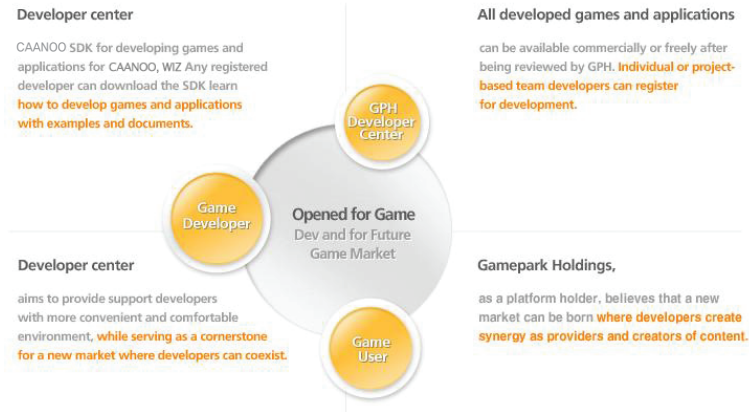 Developer center
CAANOO SDK for developing games and
applications for CAANOO, WIZ Any registered
developer can download the SDK learn
how to develop games and applications
with examples and documents.
All developed games and applications
can be available commercially or freely after
being reviewed by GPH. Individual or project-
based team developers can register
for development.
GPH
Developer
Center
Game
Developer
Opened for Game
Dev and for Future
Game Market
Game
User
Developer center
aims to provide support developers
with more convenient and comfortable
environment, while serving as a cornerstone
for a new market where developers can coexist.
Gamepark Holdings,
as a platform holder, believes that a new
market can be born where developers create
synergy as providers and creators of content.